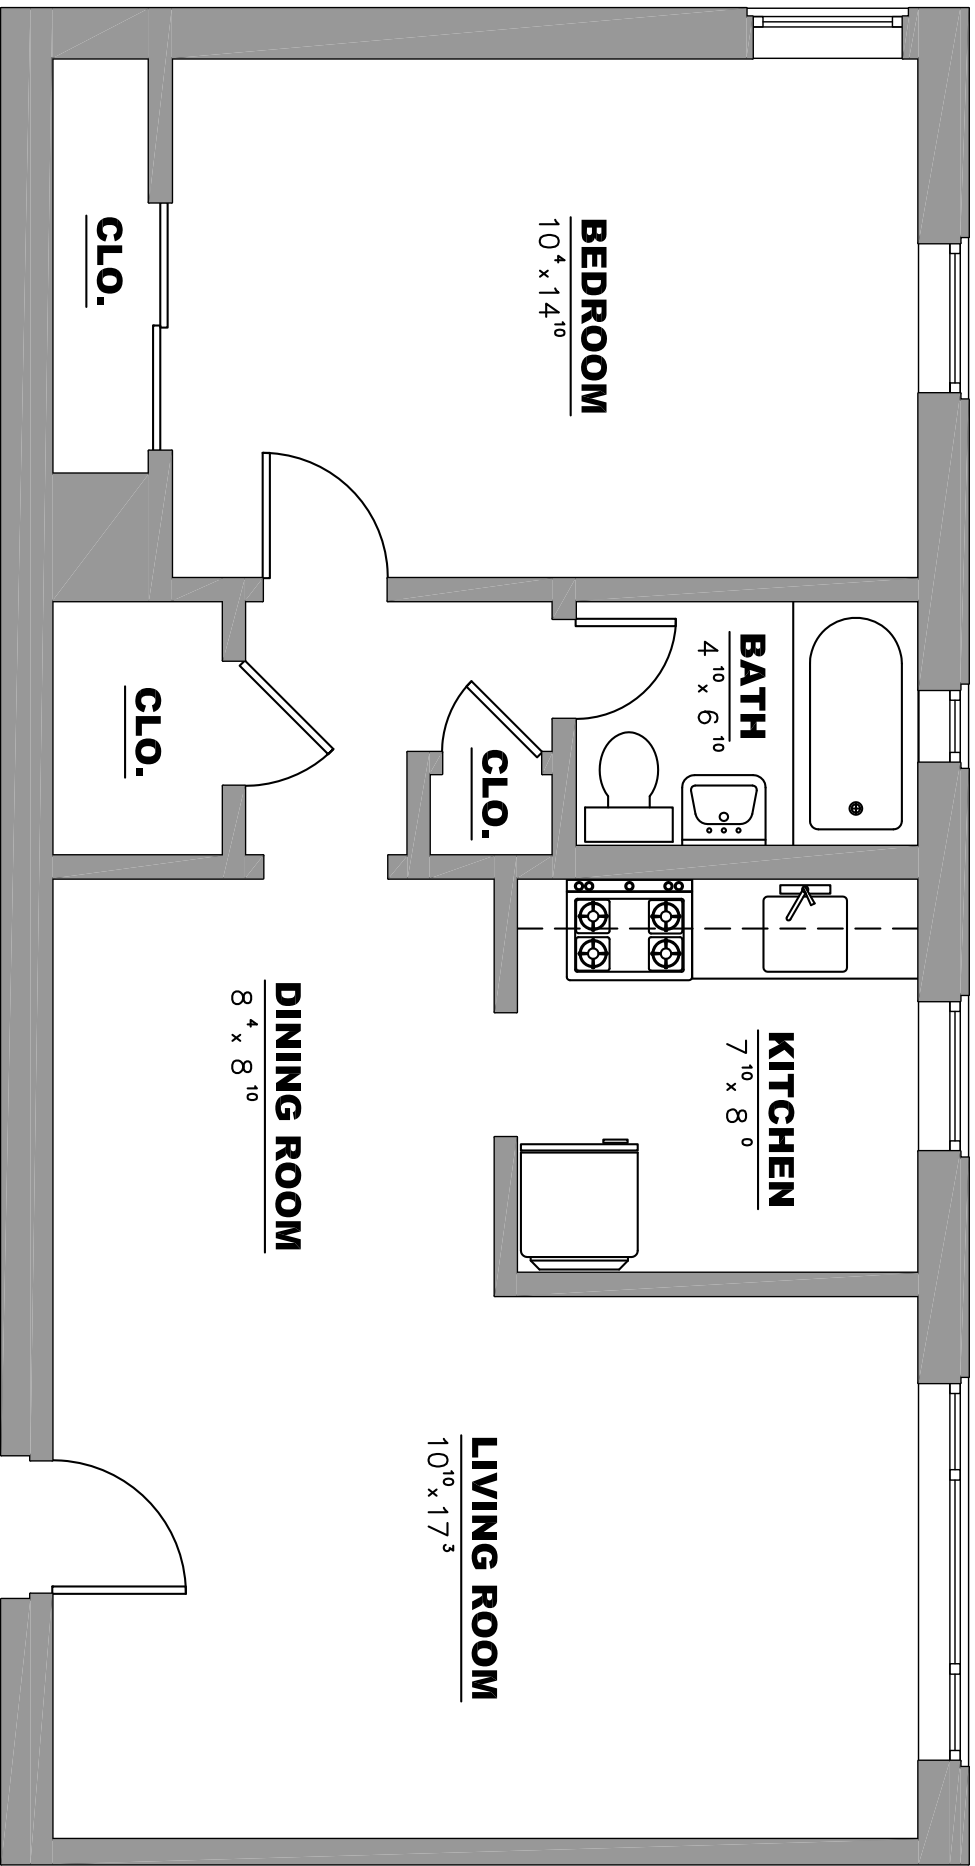 CLO.
BEDROOM
10⁴ x 14¹⁰
CLO.
CLO.
BATH
4¹⁰ x 6¹⁰
DINING ROOM
8⁴ x 8¹⁰
KITCHEN
7¹⁰ x 8⁰
LIVING ROOM
10¹⁰ x 17³